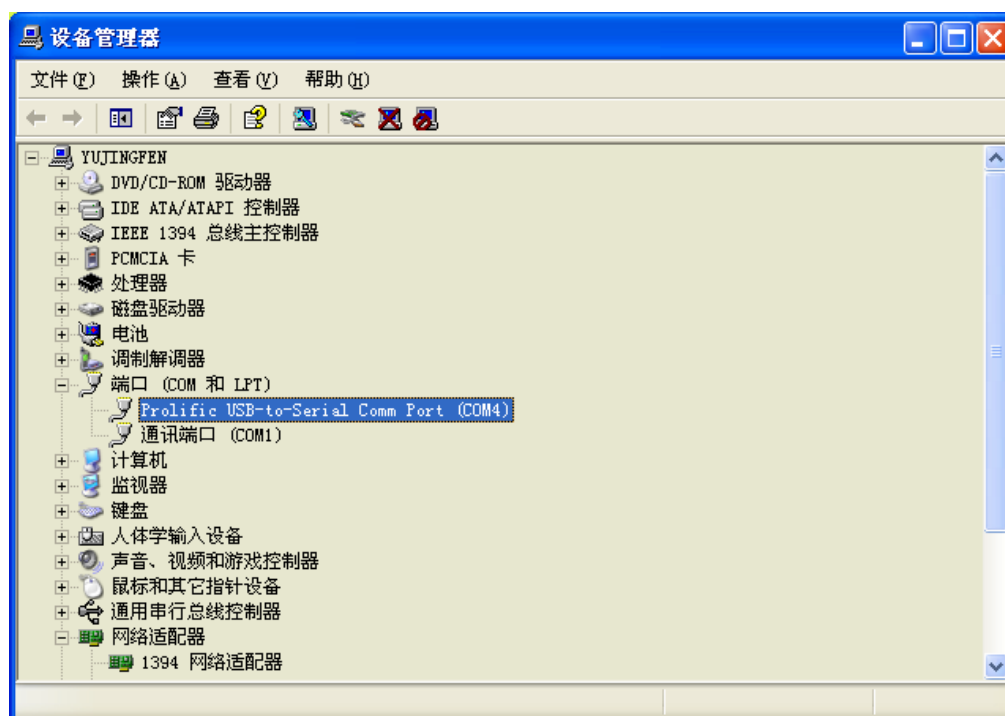 设备管理器
文件(F) 操作(A) 查看(V) 帮助(H)
YUJINGFEN
DVD/CD-ROM 驱动器
IDE ATA/ATAPI 控制器
IEEE 1394 总线主控制器
PCMCIA 卡
处理器
磁盘驱动器
电池
调制解调器
端口 (COM 和 LPT)
Prolific USB-to-Serial Comm Port (COM4)
通讯端口 (COM1)
计算机
监视器
键盘
人体学输入设备
声音、视频和游戏控制器
鼠标和其它指针设备
通用串行总线控制器
网络适配器
1394 网络适配器